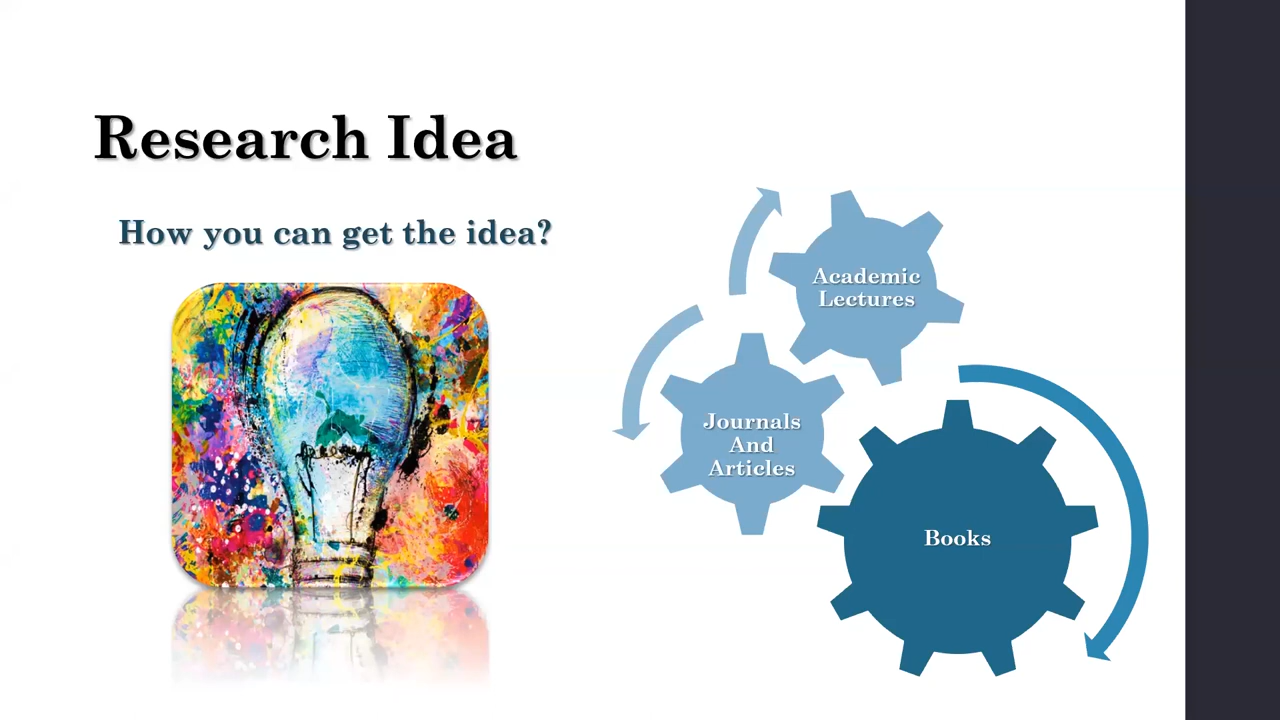 Research Idea
How you can get the idea?
Academic
Lectures
Journals
And
Articles
Books